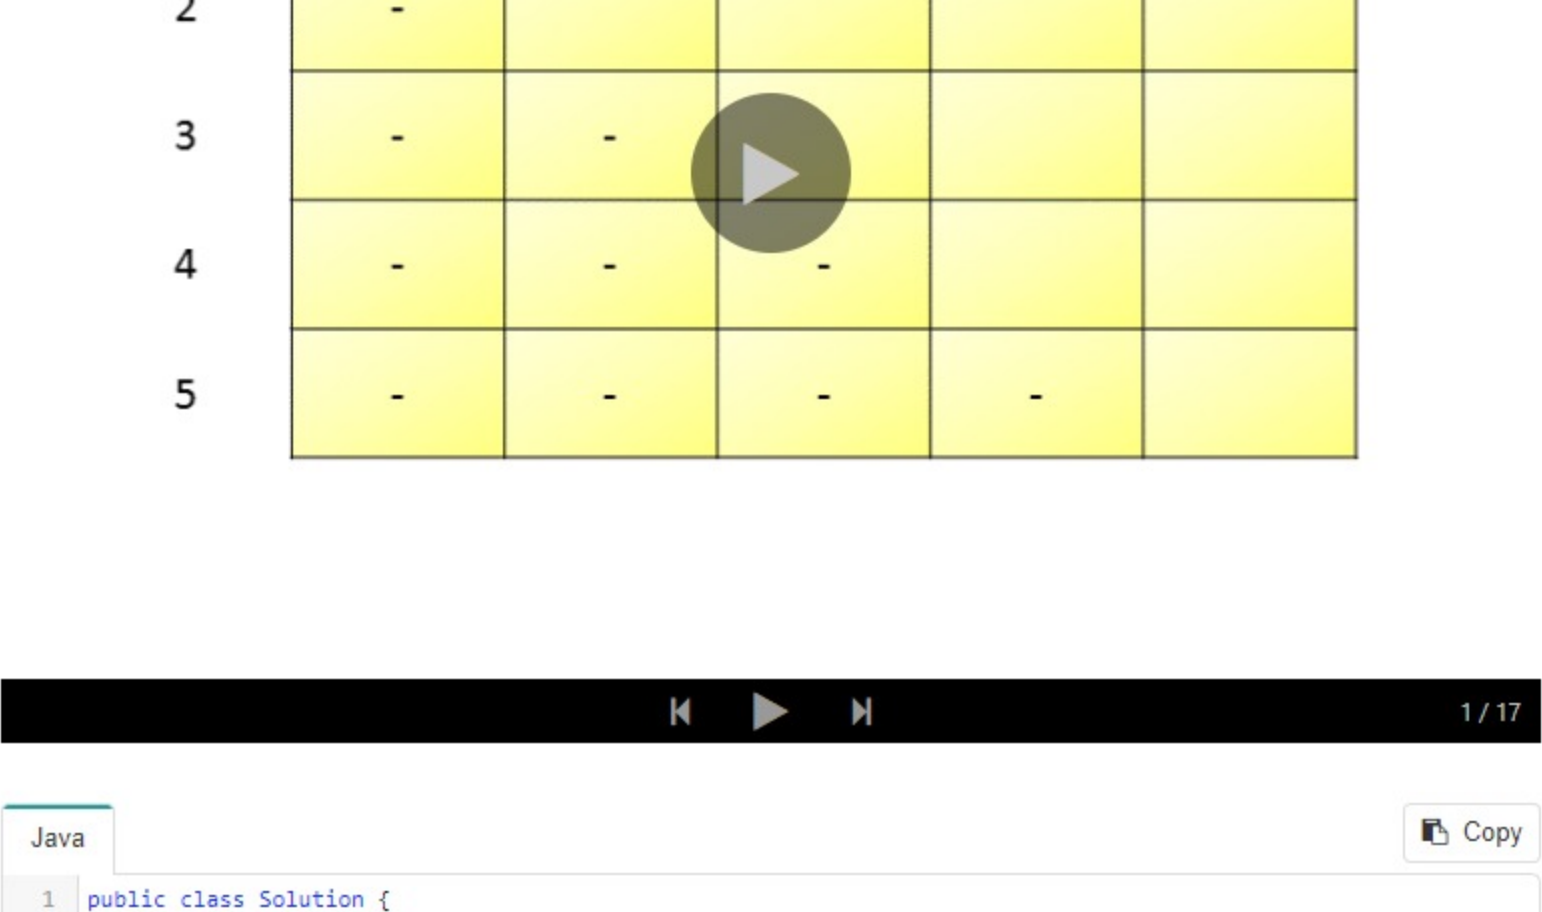 2 -
3 - -
4 - - -
5 - - - -
1 / 17
Java
Copy
1 public class Solution {